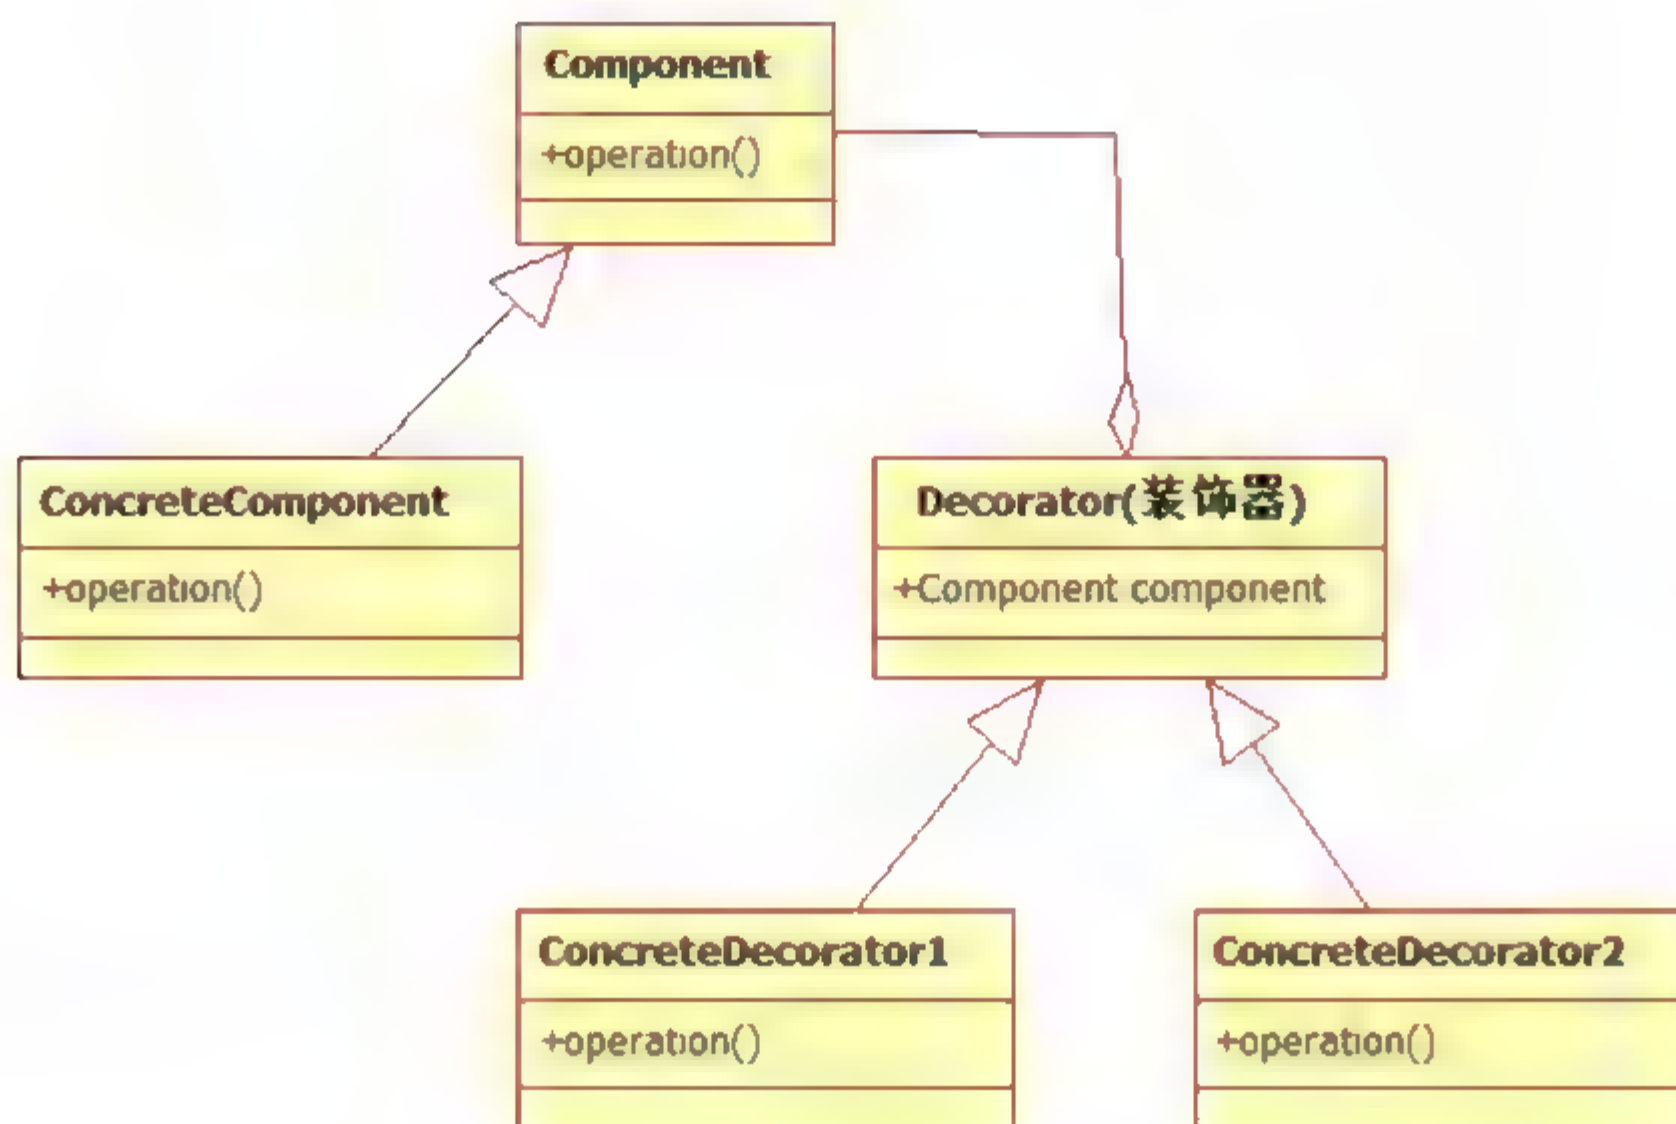 Component
+operation()
ConcreteComponent
+operation()
Decorator(装饰器)
+Component component
ConcreteDecorator1
+operation()
ConcreteDecorator2
+operation()